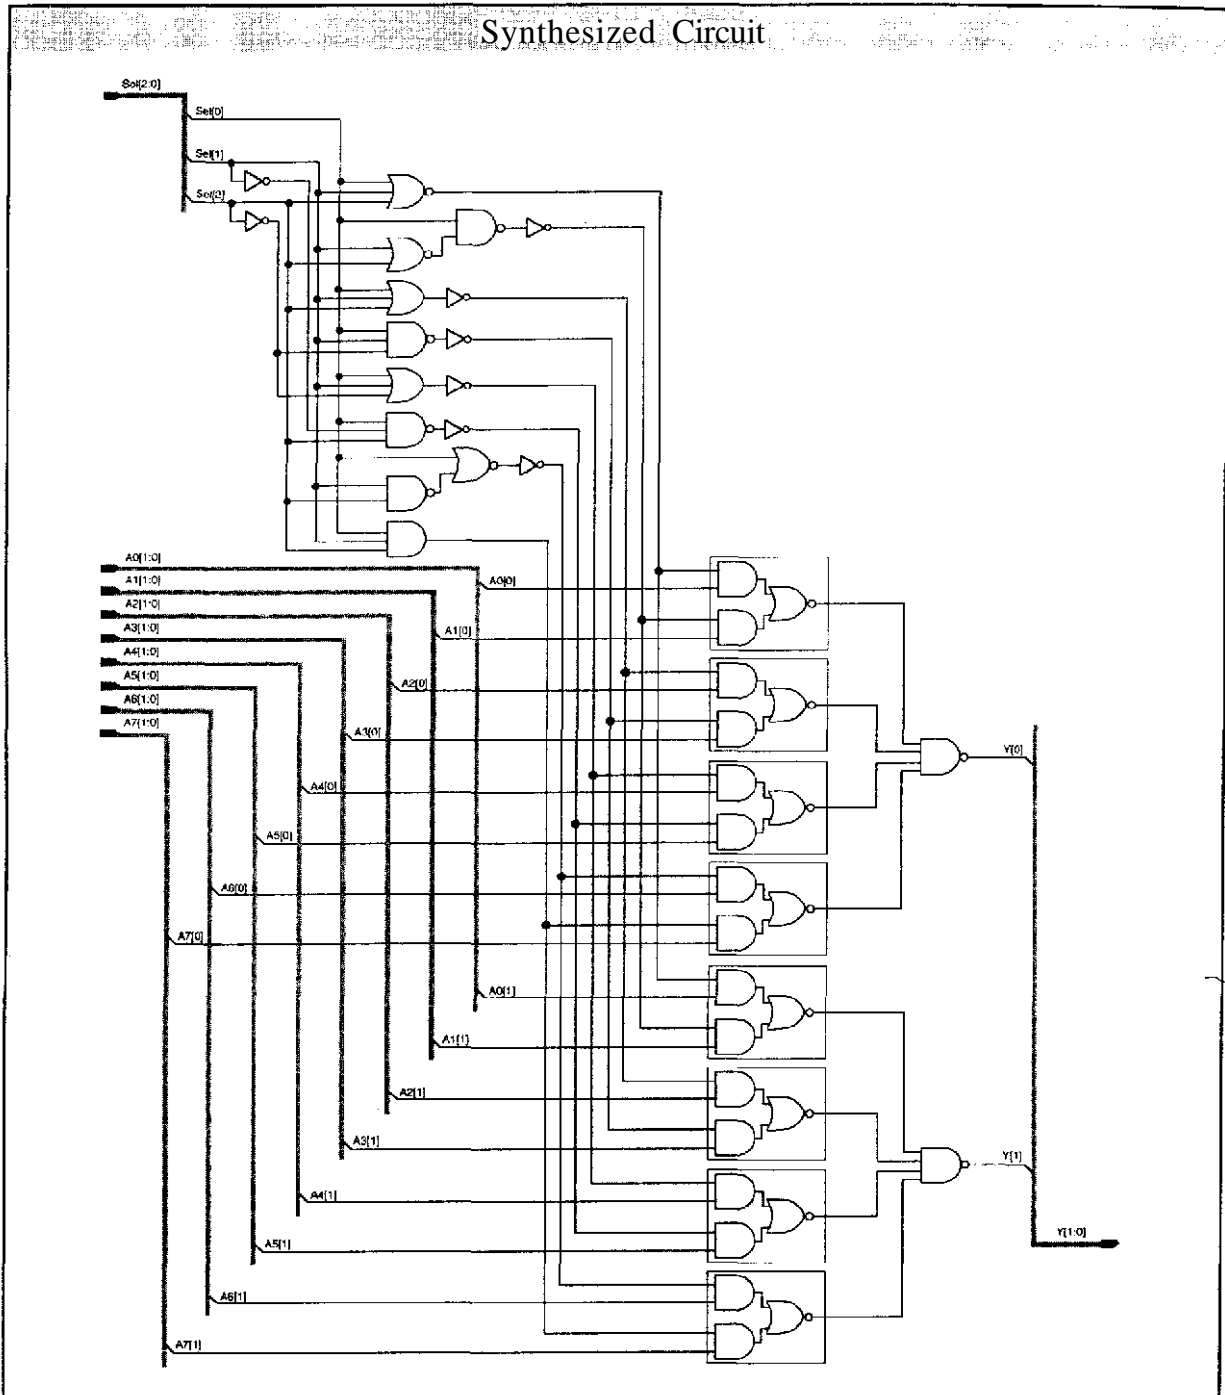 Synthesized Circuit
Sel[2:0]
Sel[0]
Sel[1]
Sel[2]
A0[1:0]
A1[1:0]
A2[1:0]
A3[1:0]
A4[1:0]
A5[1:0]
A6[1:0]
A7[1:0]
A0[0]
A1[0]
A2[0]
A3[0]
A4[0]
A5[0]
A6[0]
A7[0]
Y[0]
A0[1]
A1[1]
A2[1]
A3[1]
A4[1]
A5[1]
A6[1]
A7[1]
Y[1]
Y[1:0]